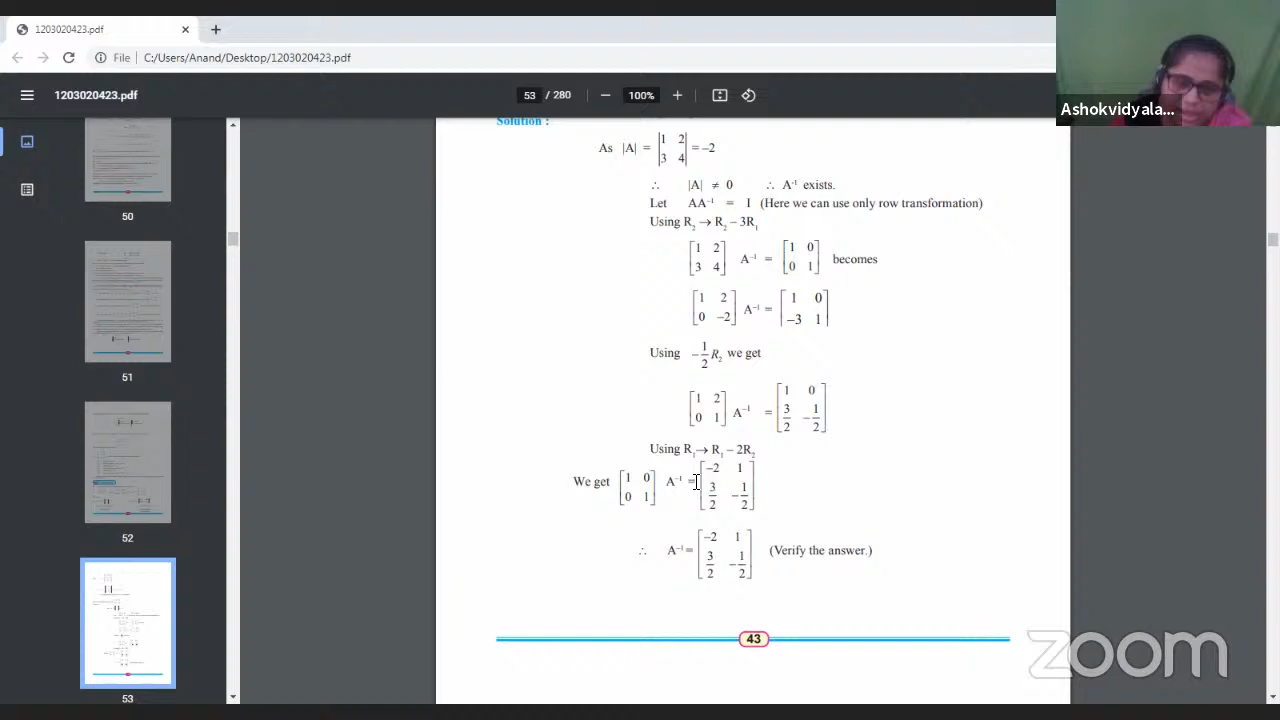 1203020423.pdf
File | C:/Users/Anand/Desktop/1203020423.pdf
1203020423.pdf
53 / 280
100%
Ashokvidyala...
50
51
52
53
Solution :
As |A| = |1 2; 3 4| = –2
∴ |A| ≠ 0 ∴ A⁻¹ exists.
Let AA⁻¹ = I (Here we can use only row transformation)
Using R₂ → R₂ – 3R₁
[1 2; 3 4] A⁻¹ = [1 0; 0 1] becomes
[1 2; 0 –2] A⁻¹ = [1 0; –3 1]
Using –1/2 R₂ we get
[1 2; 0 1] A⁻¹ = [1 0; 3/2 –1/2]
Using R₁ → R₁ – 2R₂
We get [1 0; 0 1] A⁻¹ = [–2 1; 3/2 –1/2]
∴ A⁻¹ = [–2 1; 3/2 –1/2] (Verify the answer.)
43
zoom